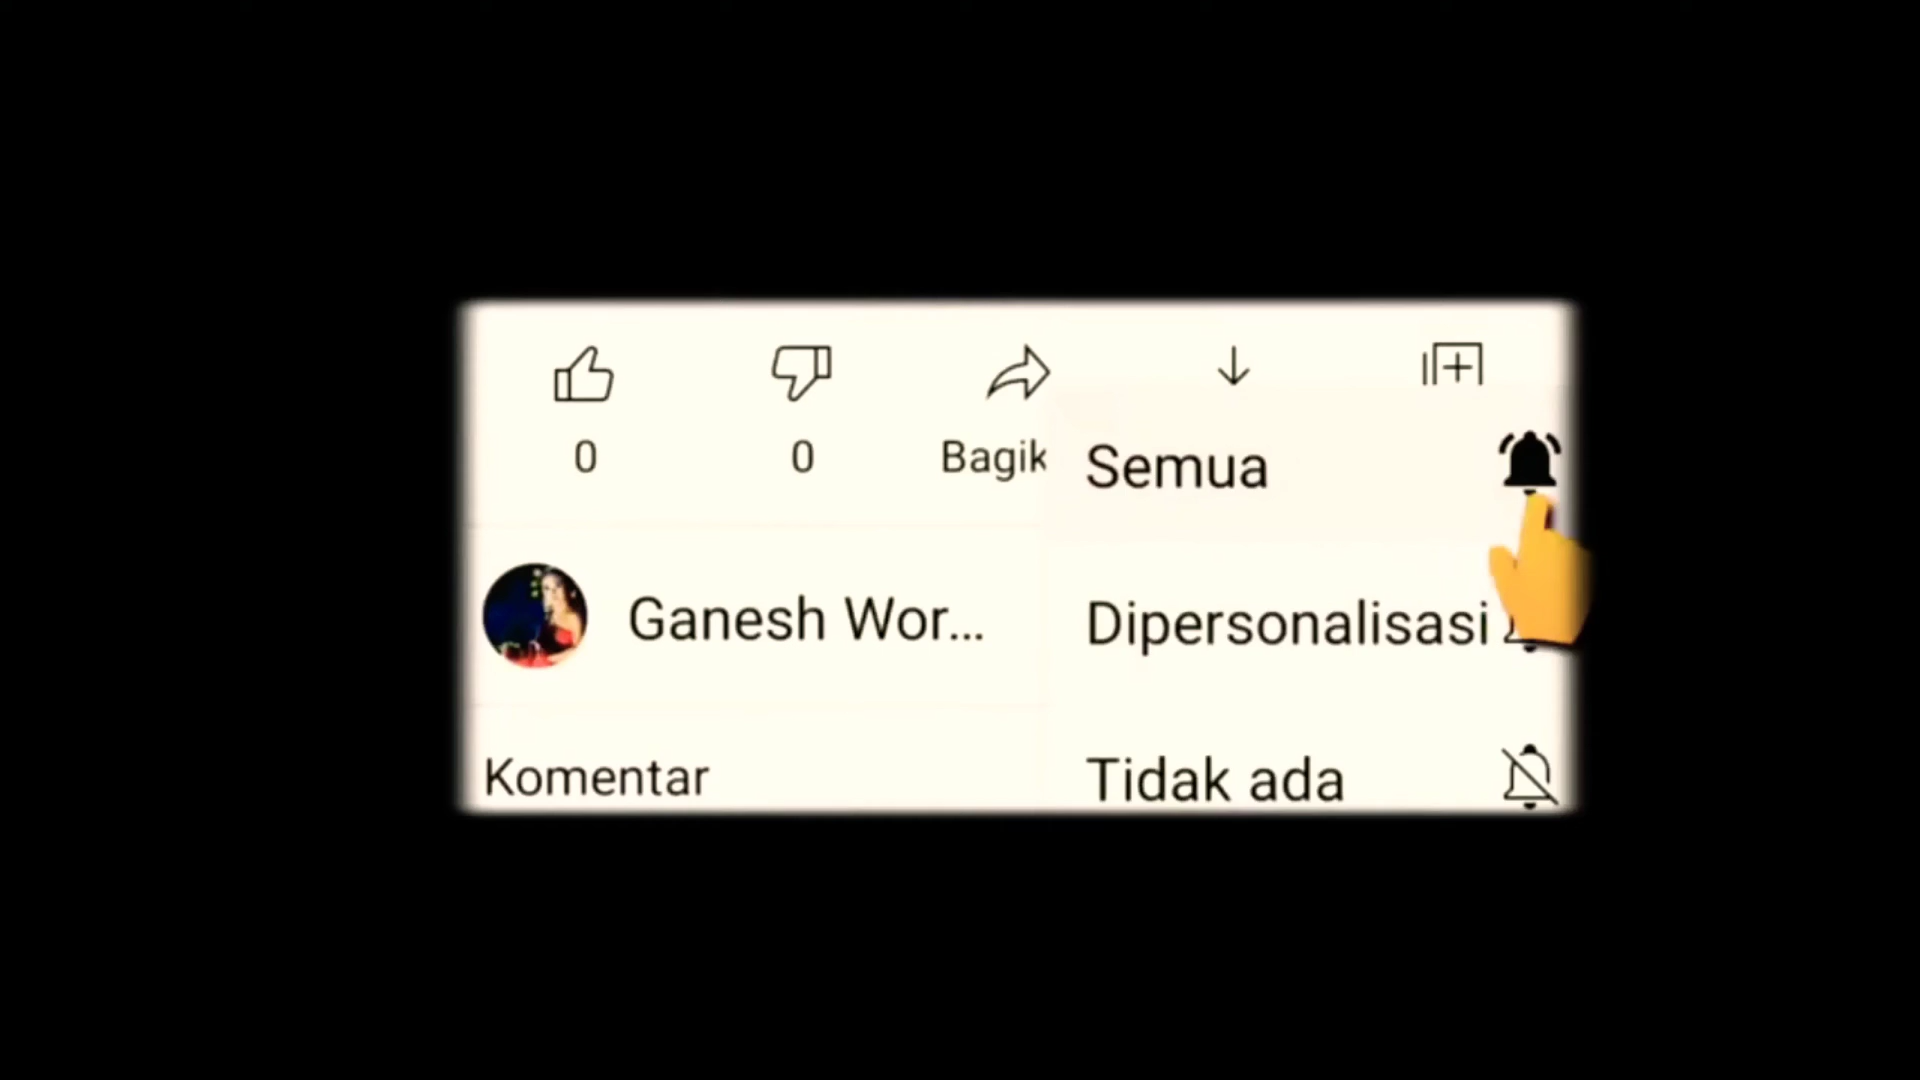 0 0 Bagik
Semua
Ganesh Wor...
Dipersonalisasi
Komentar
Tidak ada